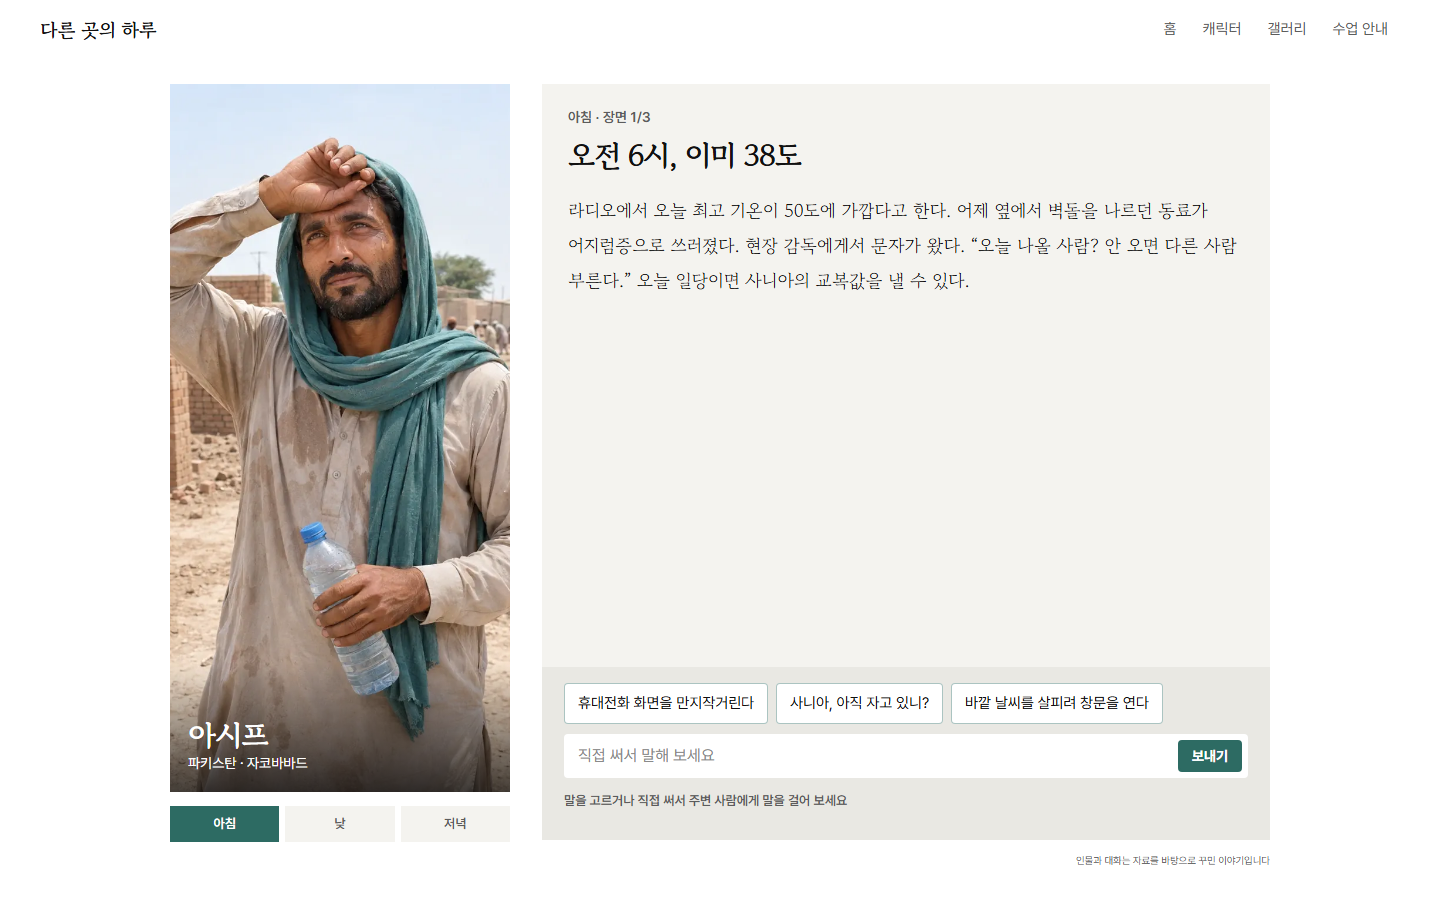 다른 곳의 하루
홈 캐릭터 갤러리 수업 안내
아시프
파키스탄 · 자코바바드
아침 낮 저녁
아침 · 장면 1/3
오전 6시, 이미 38도
라디오에서 오늘 최고 기온이 50도에 가깝다고 한다. 어제 옆에서 벽돌을 나르던 동료가
어지럼증으로 쓰러졌다. 현장 감독에게서 문자가 왔다. “오늘 나올 사람? 안 오면 다른 사람
부른다.” 오늘 일당이면 사니아의 교복값을 낼 수 있다.
휴대전화 화면을 만지작거린다 사니아, 아직 자고 있니? 바깥 날씨를 살피려 창문을 연다
직접 써서 말해 보세요 보내기
말을 고르거나 직접 써서 주변 사람에게 말을 걸어 보세요
인물과 대화는 자료를 바탕으로 꾸민 이야기입니다